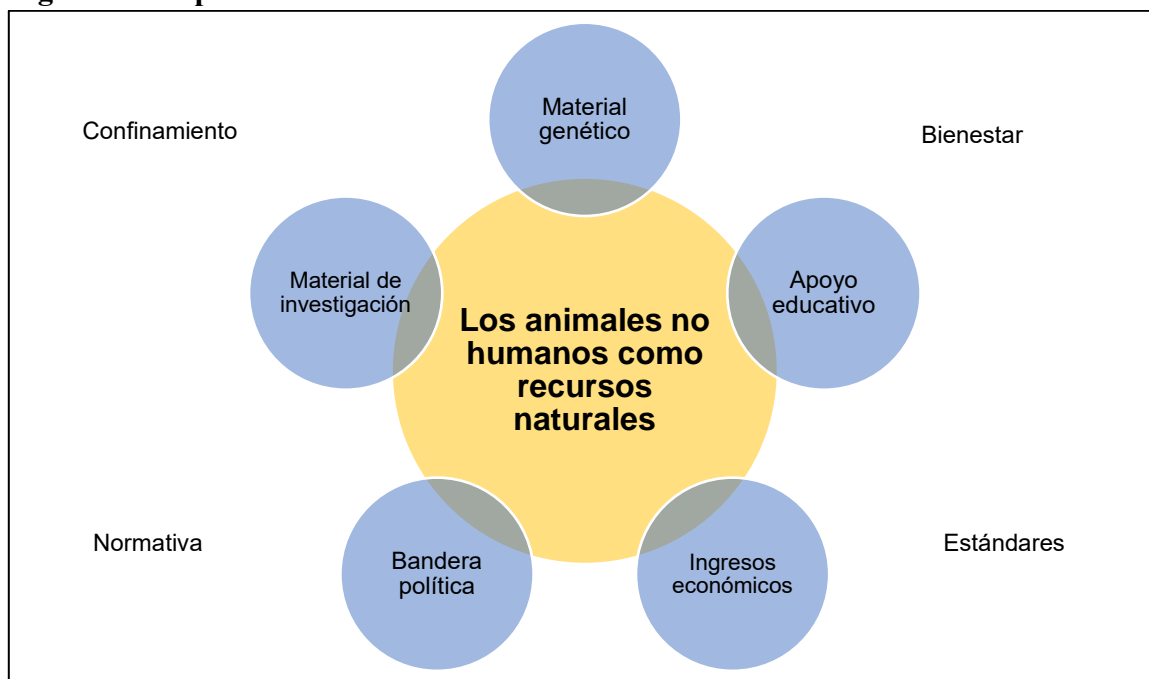 Material
genético
Confinamiento
Bienestar
Material de
investigación
Apoyo
educativo
Los animales no
humanos como
recursos
naturales
Normativa
Estándares
Bandera
política
Ingresos
económicos